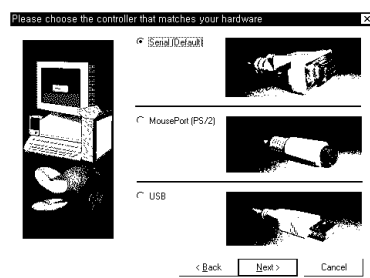 Please choose the controller that matches your hardware
Serial (Default)
MousePort (PS/2)
USB
< Back
Next >
Cancel